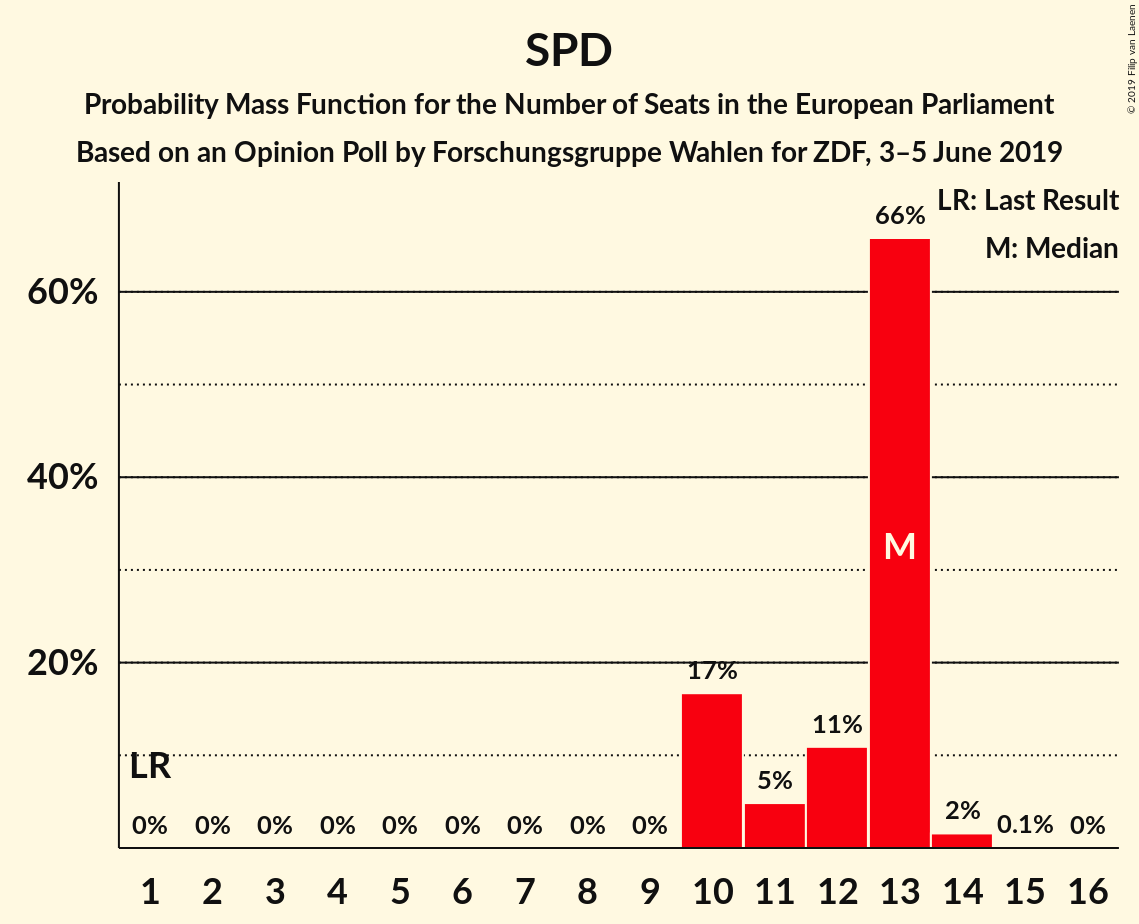 SPD
Probability Mass Function for the Number of Seats in the European Parliament
Based on an Opinion Poll by Forschungsgruppe Wahlen for ZDF, 3–5 June 2019
© 2019 Filip van Laenen
LR: Last Result
M: Median
60%
40%
20%
66%
M
17%
11%
5%
2%
LR
0% 0% 0% 0% 0% 0% 0% 0% 0% 0.1% 0%
1 2 3 4 5 6 7 8 9 10 11 12 13 14 15 16